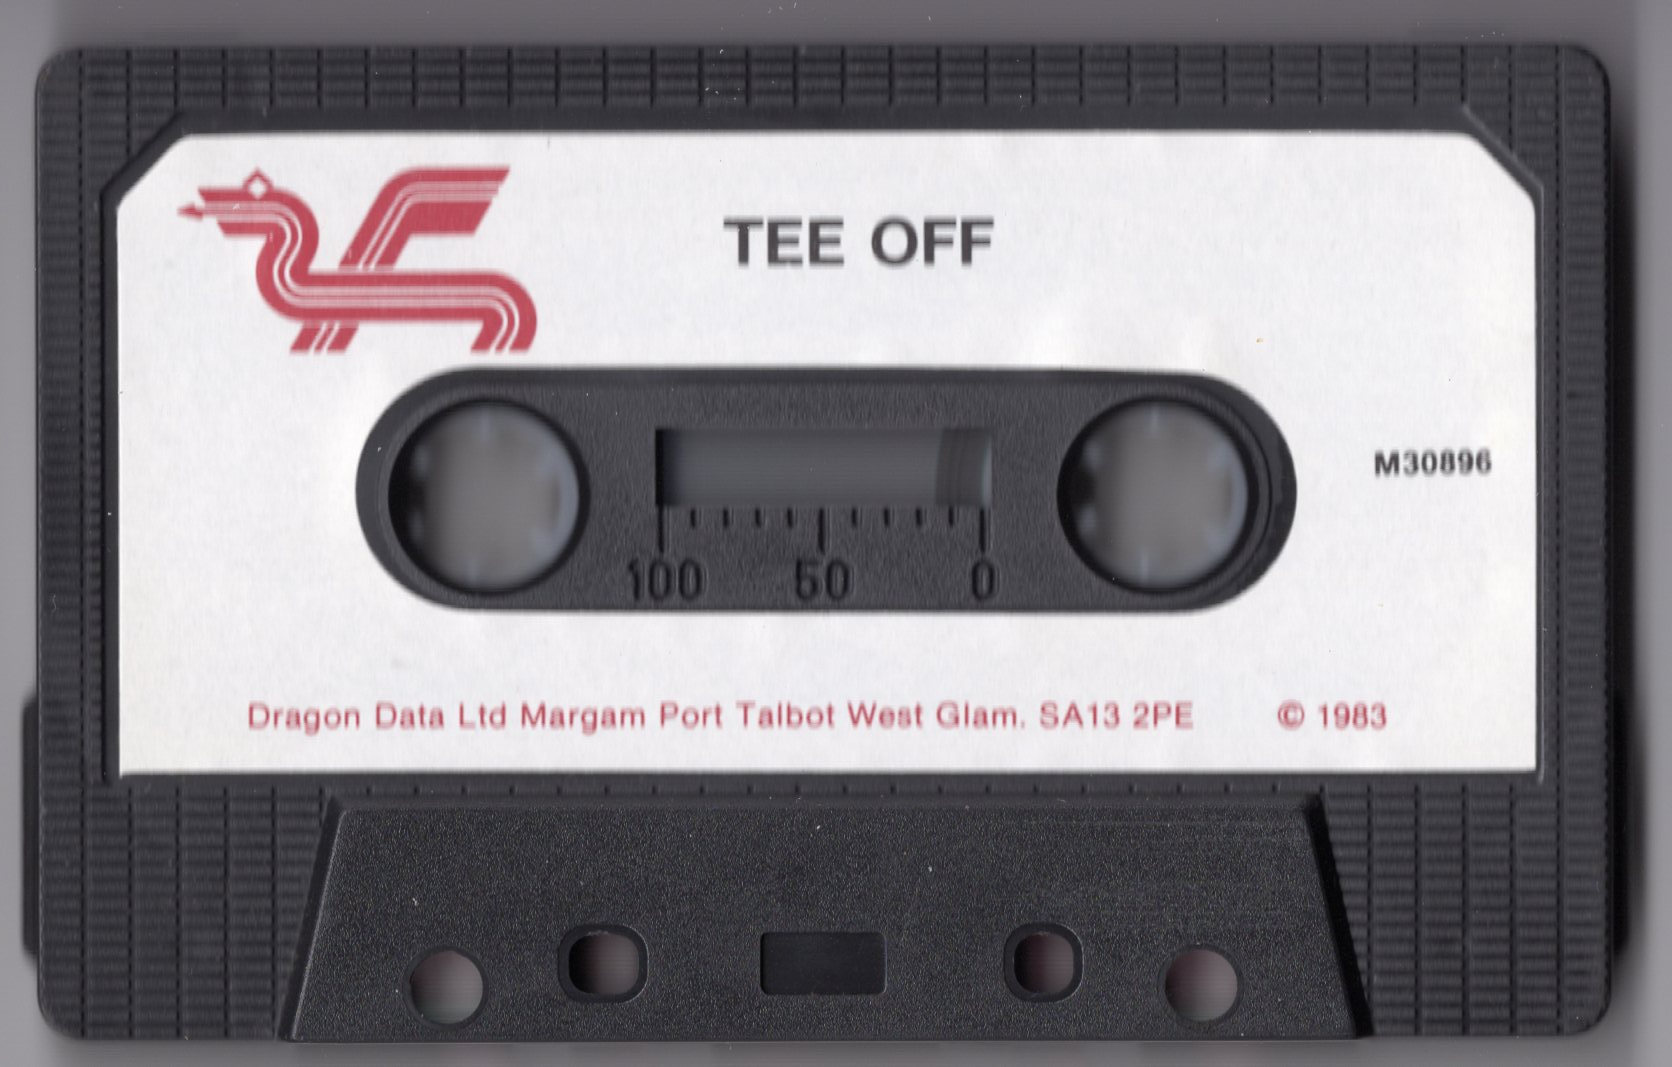 TEE OFF
M30896
100 50 0
Dragon Data Ltd Margam Port Talbot West Glam. SA13 2PE © 1983